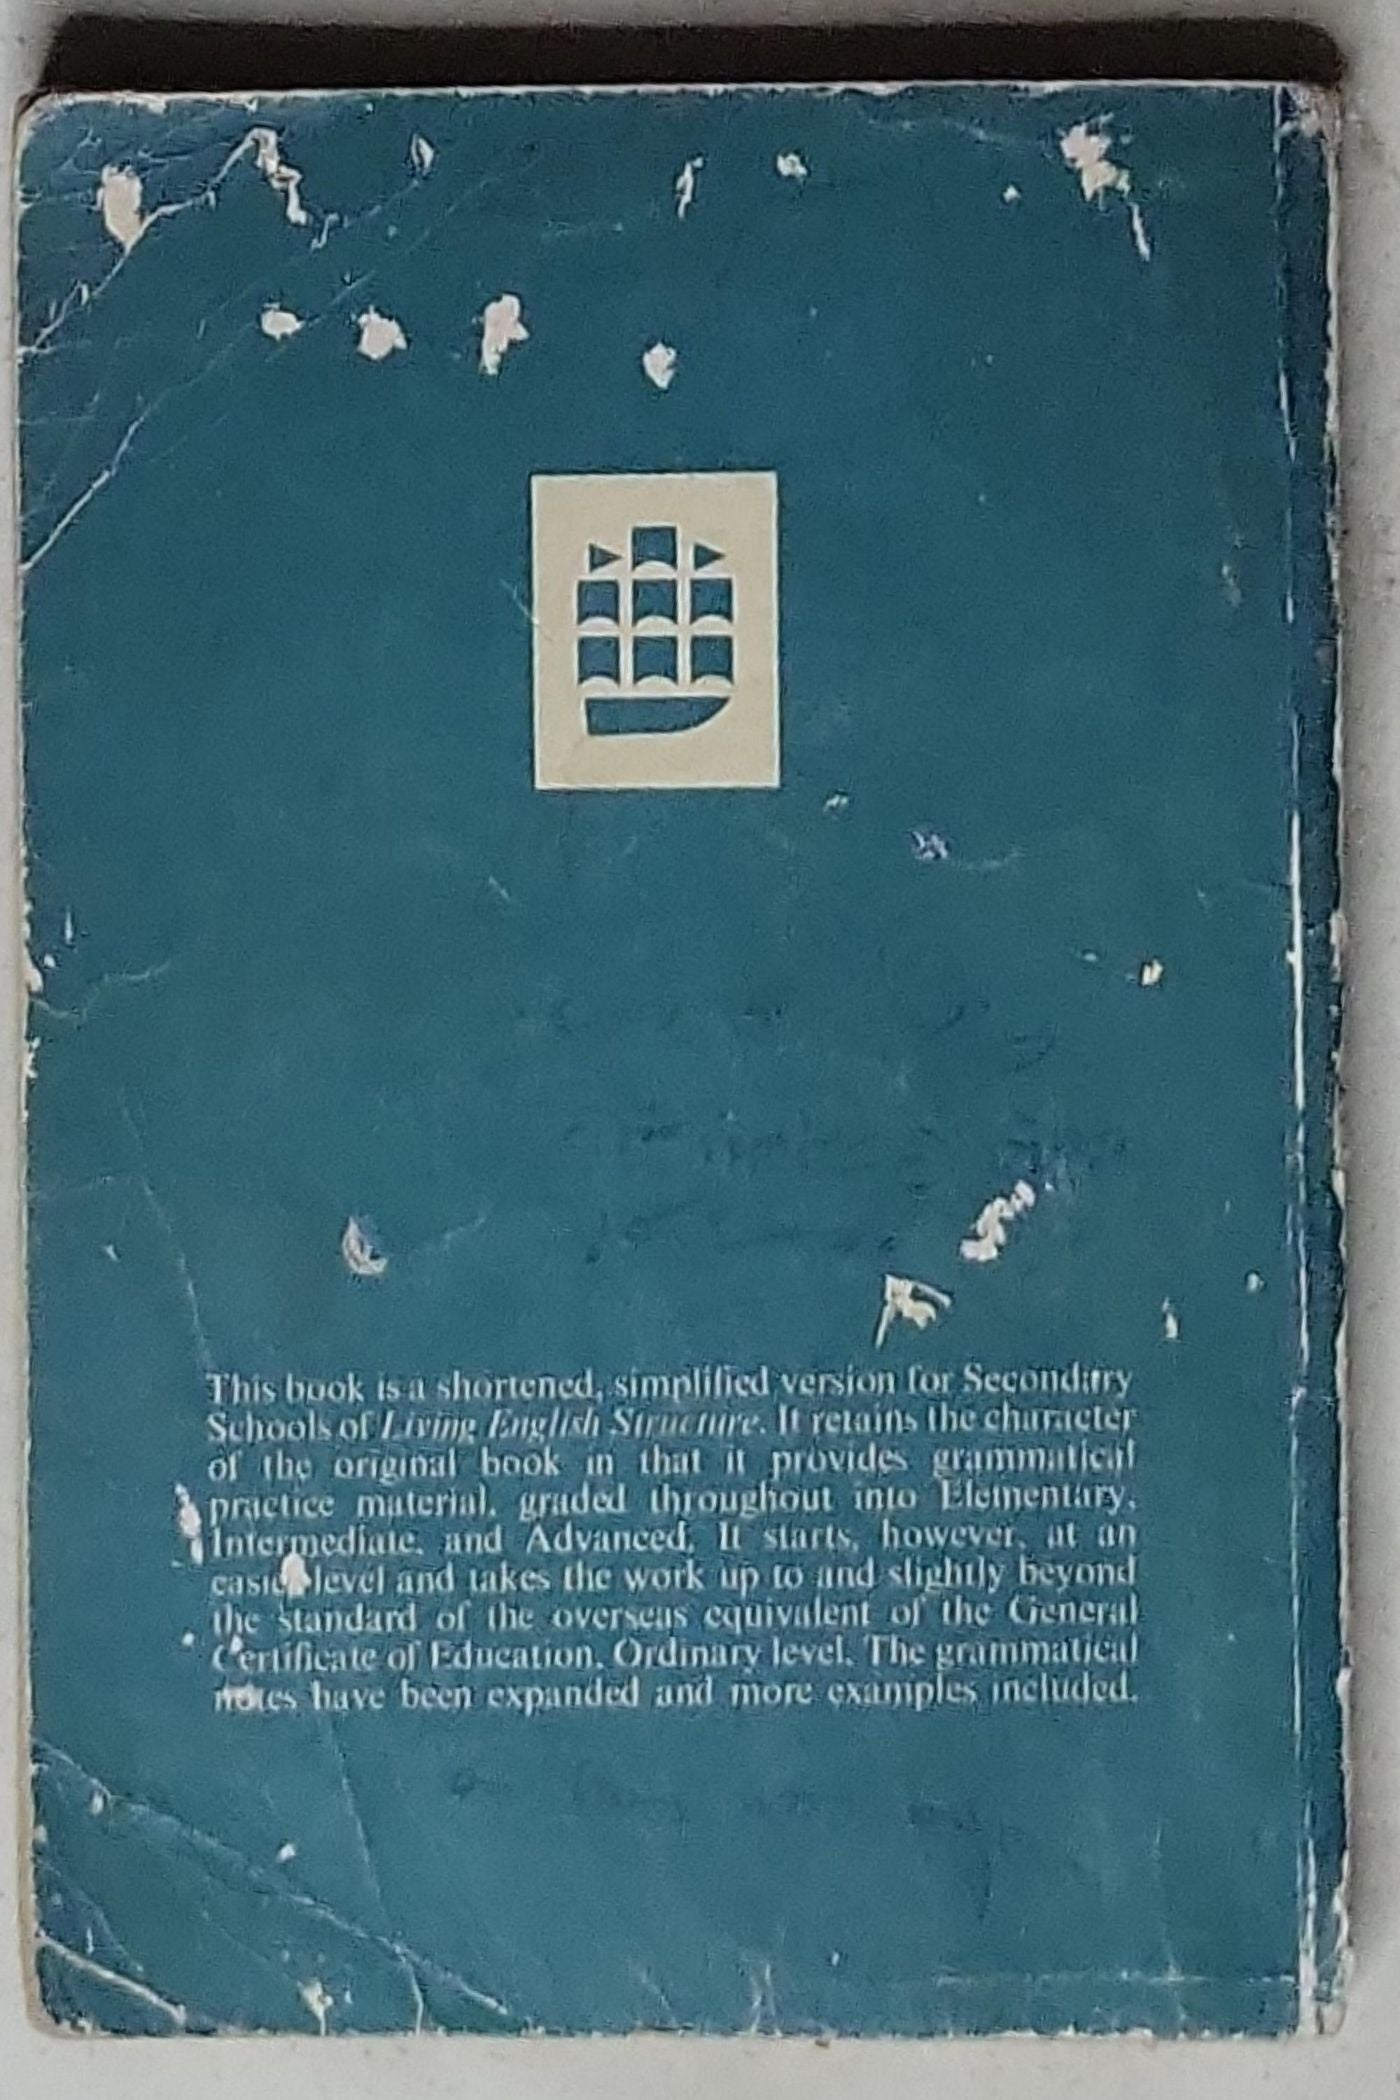 This book is a shortened, simplified version for Secondary
Schools of Living English Structure. It retains the character
of the original book in that it provides grammatical
practice material, graded throughout into Elementary,
Intermediate, and Advanced. It starts, however, at an
easier level and takes the work up to and slightly beyond
the standard of the overseas equivalent of the General
Certificate of Education, Ordinary level. The grammatical
notes have been expanded and more examples included.